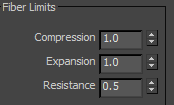 Fiber Limits
Compression 1.0
Expansion 1.0
Resistance 0.5